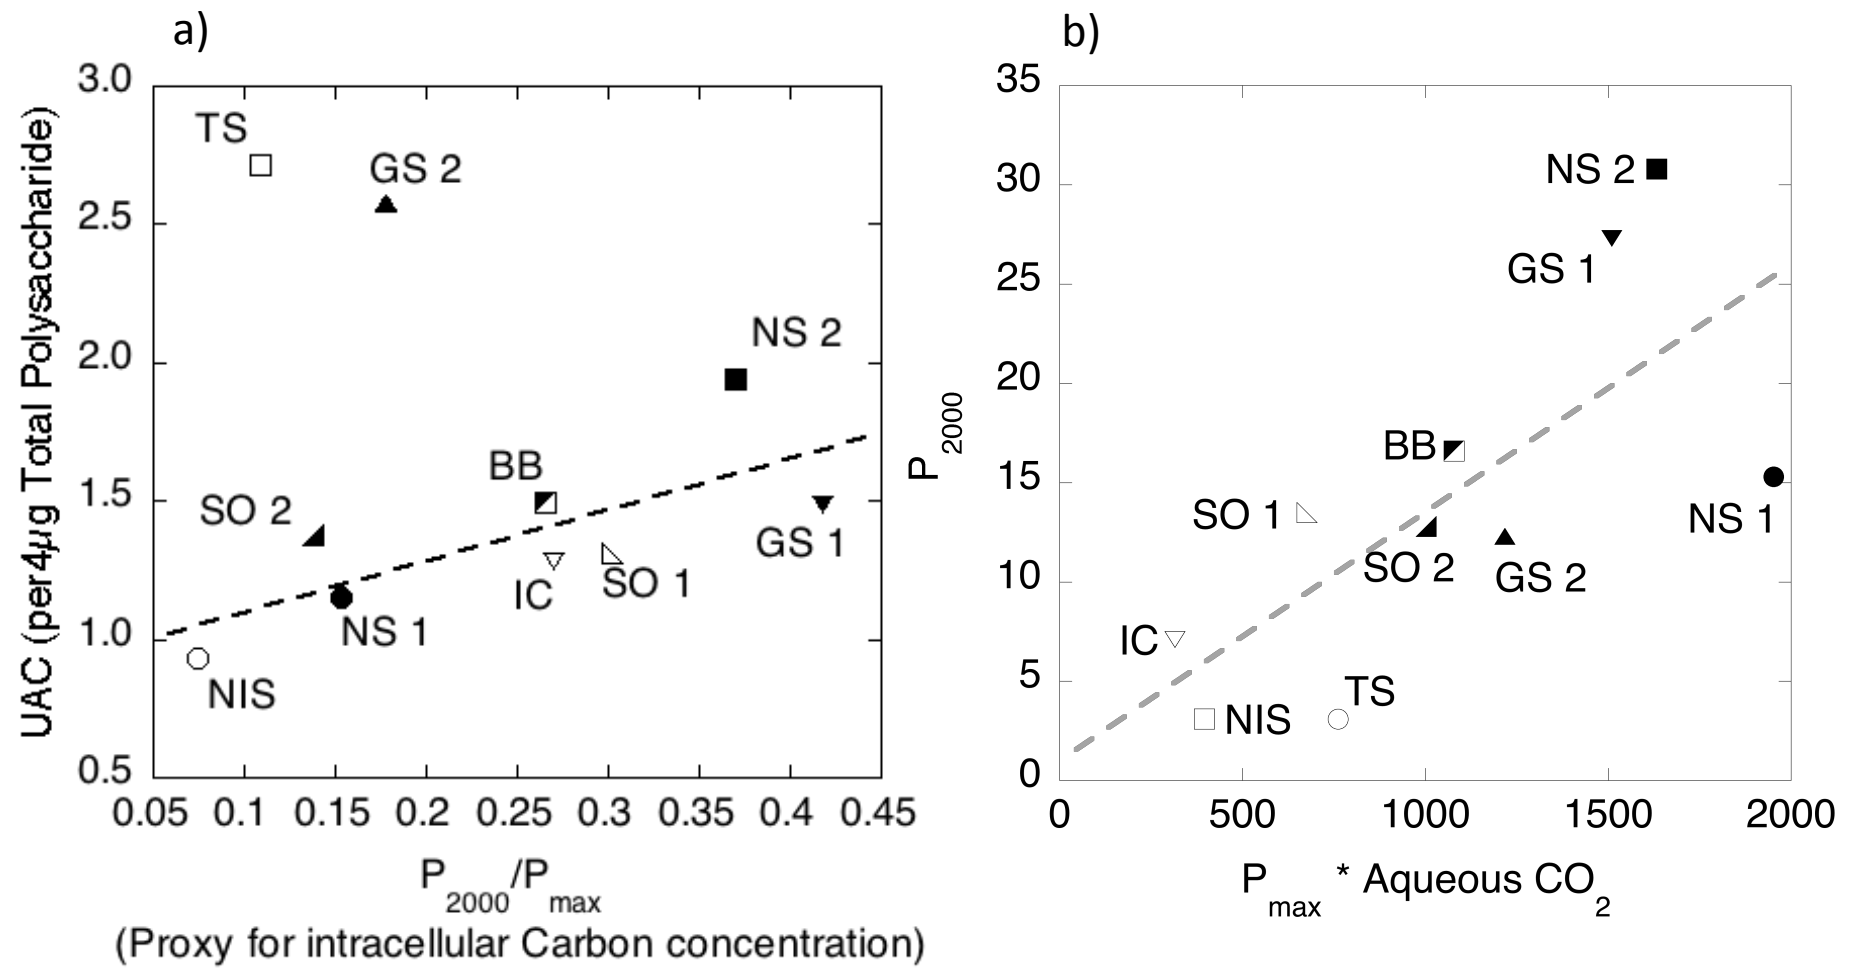 a)
UAC (per4µg Total Polysaccharide)
3.0
2.5
2.0
1.5
1.0
0.5
TS
GS 2
NS 2
BB
SO 2
GS 1
IC
SO 1
NS 1
NIS
0.05 0.1 0.15 0.2 0.25 0.3 0.35 0.4 0.45
P2000/Pmax
(Proxy for intracellular Carbon concentration)
b)
P2000
35
30
25
20
15
10
5
0
NS 2
GS 1
BB
SO 1
NS 1
SO 2
GS 2
IC
TS
NIS
0 500 1000 1500 2000
Pmax * Aqueous CO2